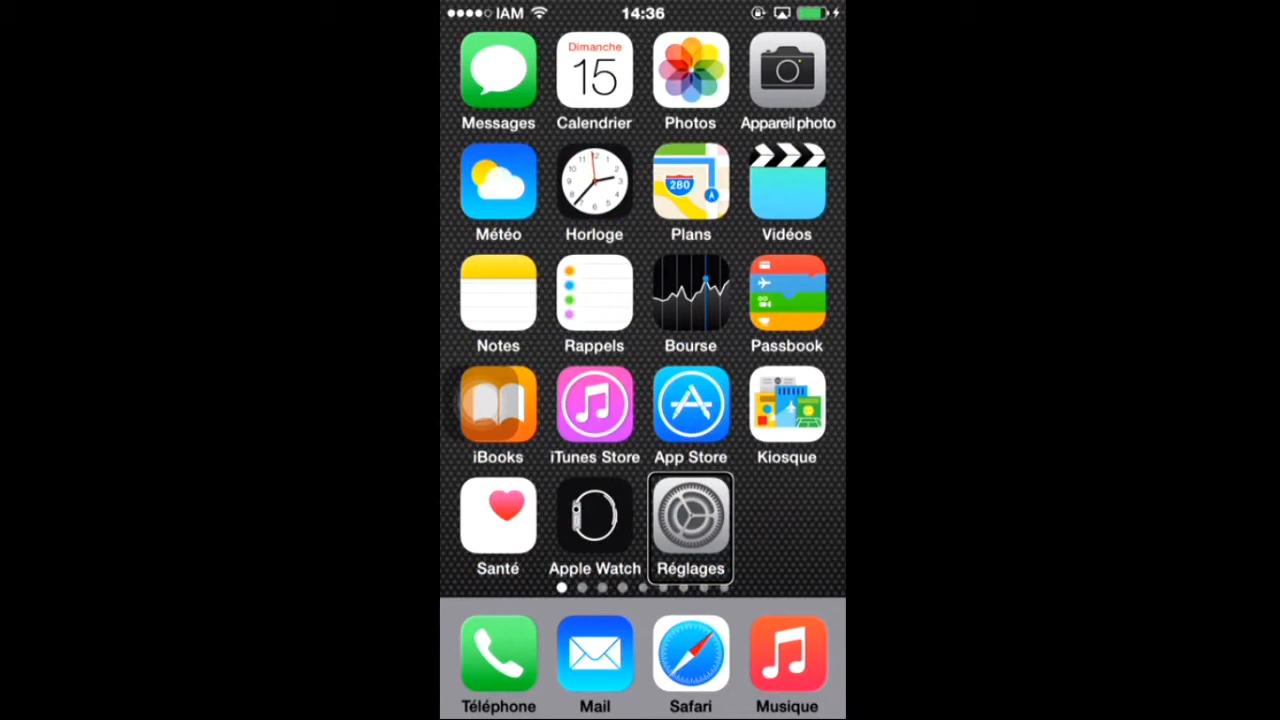 IAM 14:36
Dimanche
15
Messages Calendrier Photos Appareil photo
280
Météo Horloge Plans Vidéos
Notes Rappels Bourse Passbook
iBooks iTunes Store App Store Kiosque
Santé Apple Watch Réglages
Téléphone Mail Safari Musique